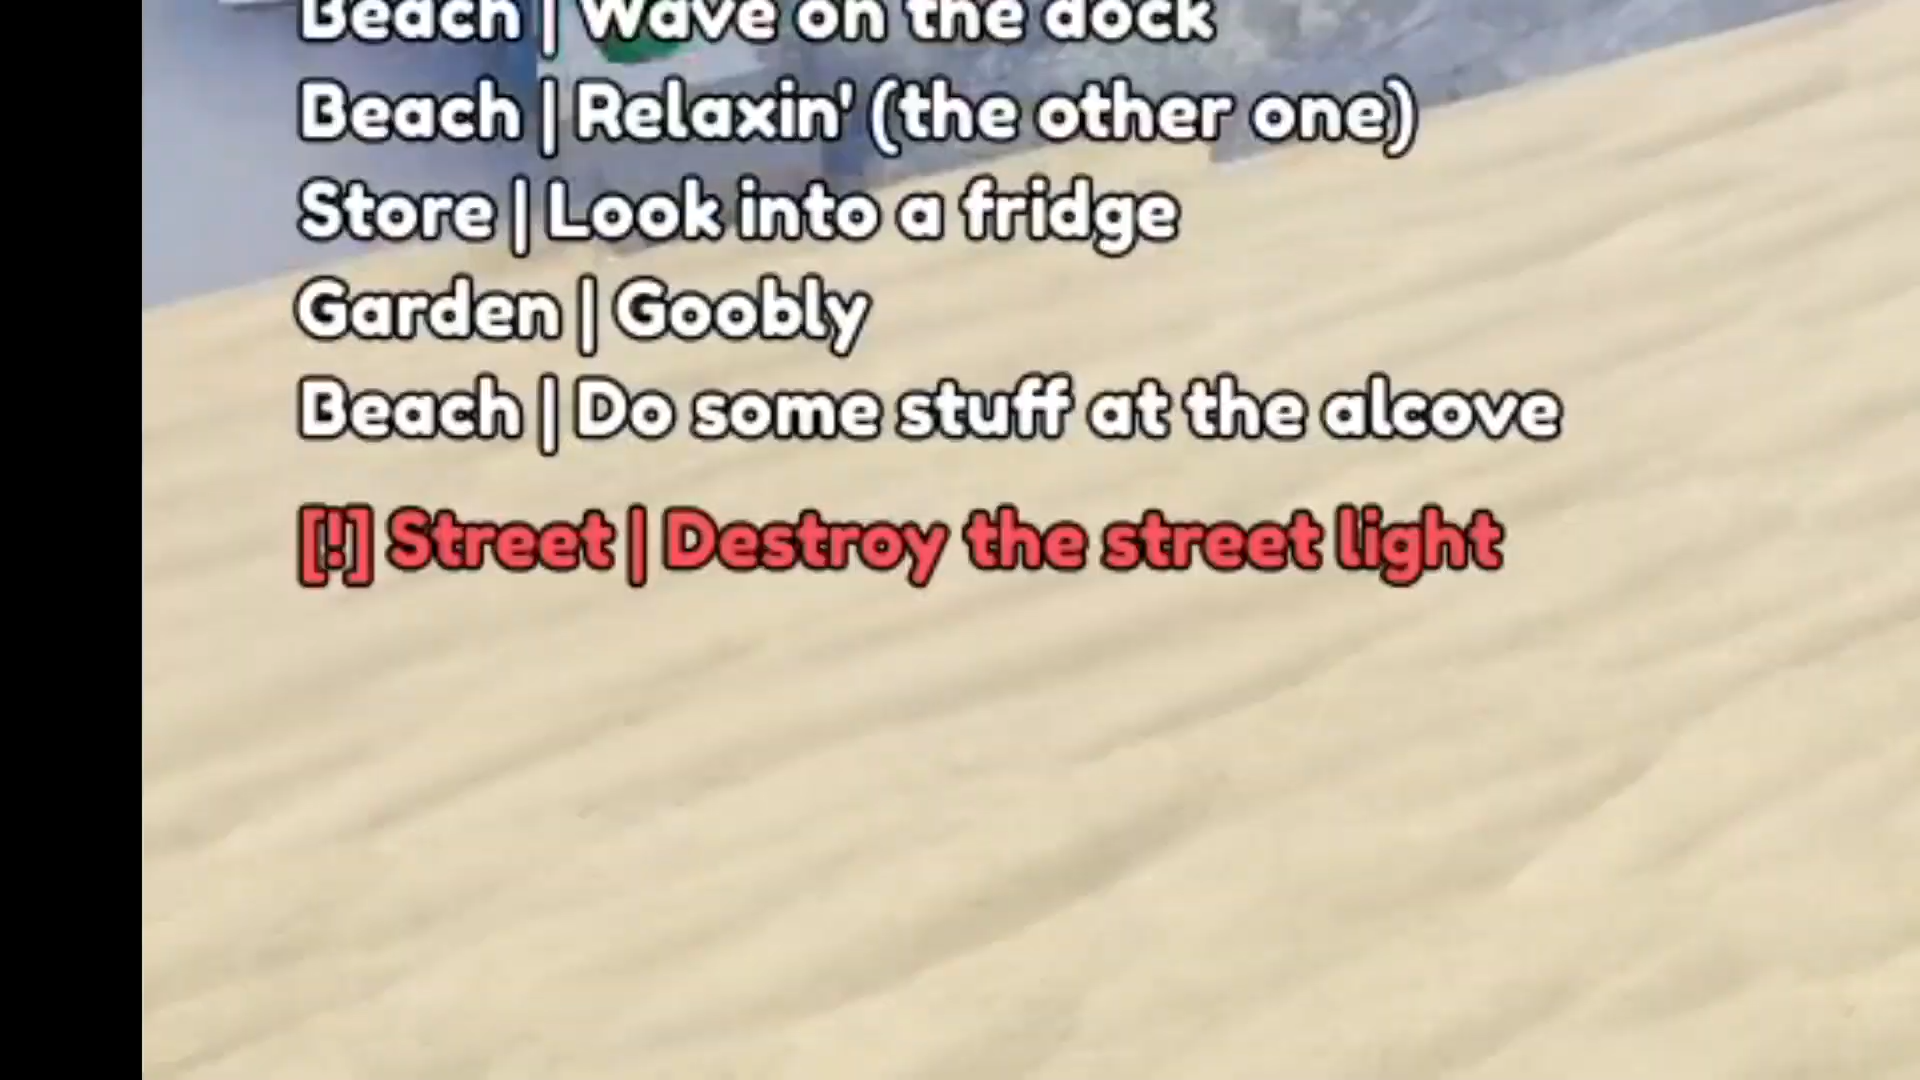 Beach | Wave on the dock
Beach | Relaxin' (the other one)
Store | Look into a fridge
Garden | Goobly
Beach | Do some stuff at the alcove
[!] Street | Destroy the street light